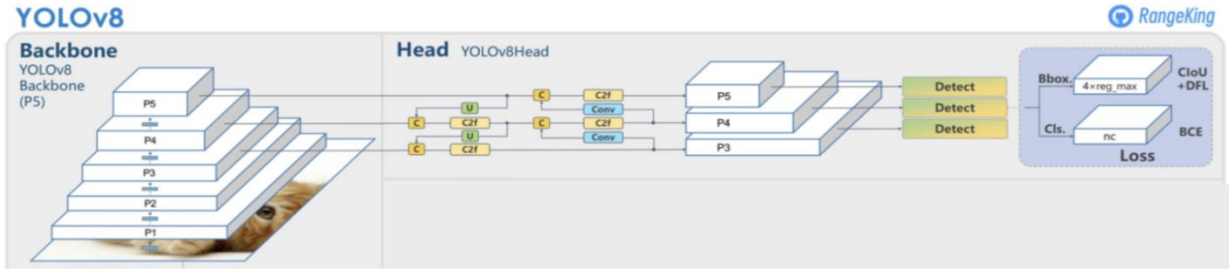 YOLOv8
RangeKing
Backbone
YOLOv8
Backbone
(P5)
P5
P4
P3
P2
P1
Head YOLOv8Head
C C2f
U Conv
C C2f C C2f
U Conv
C C2f
P5
P4
P3
Detect
Detect
Detect
Bbox.
4×reg_max
CIoU
+DFL
Cls.
nc
BCE
Loss